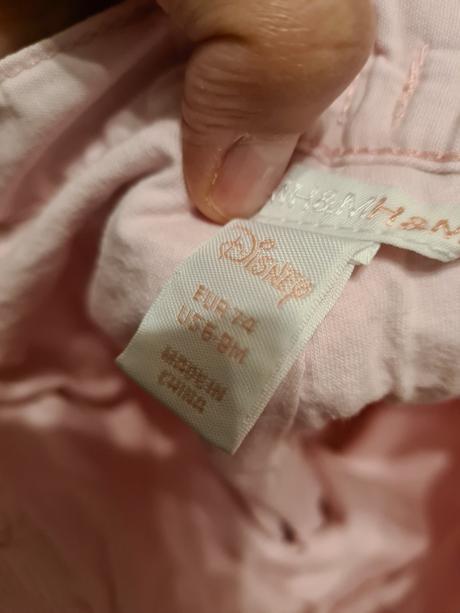 H&M H&M
Disney
EUR 74
US 6-9M
MADE IN
CHINA